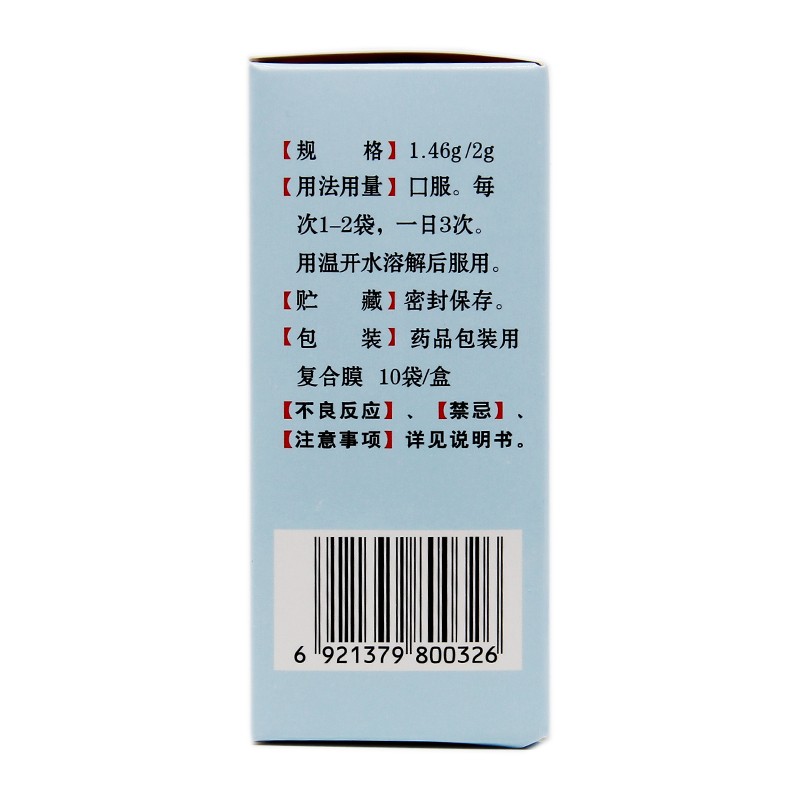 【规 格】1.46g/2g
【用法用量】口服。每
次1–2袋，一日3次。
用温开水溶解后服用。
【贮 藏】密封保存。
【包 装】药品包装用
复合膜 10袋/盒
【不良反应】、【禁忌】、
【注意事项】详见说明书。
6 921379 800326